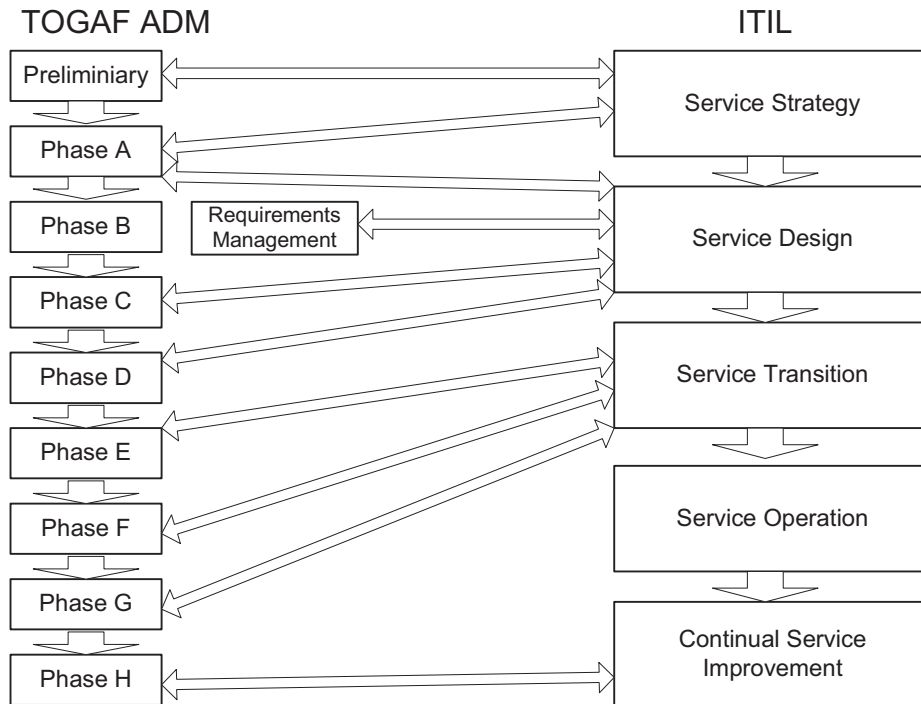 TOGAF ADM
ITIL
Preliminiary
Phase A
Phase B
Phase C
Phase D
Phase E
Phase F
Phase G
Phase H
Requirements
Management
Service Strategy
Service Design
Service Transition
Service Operation
Continual Service
Improvement